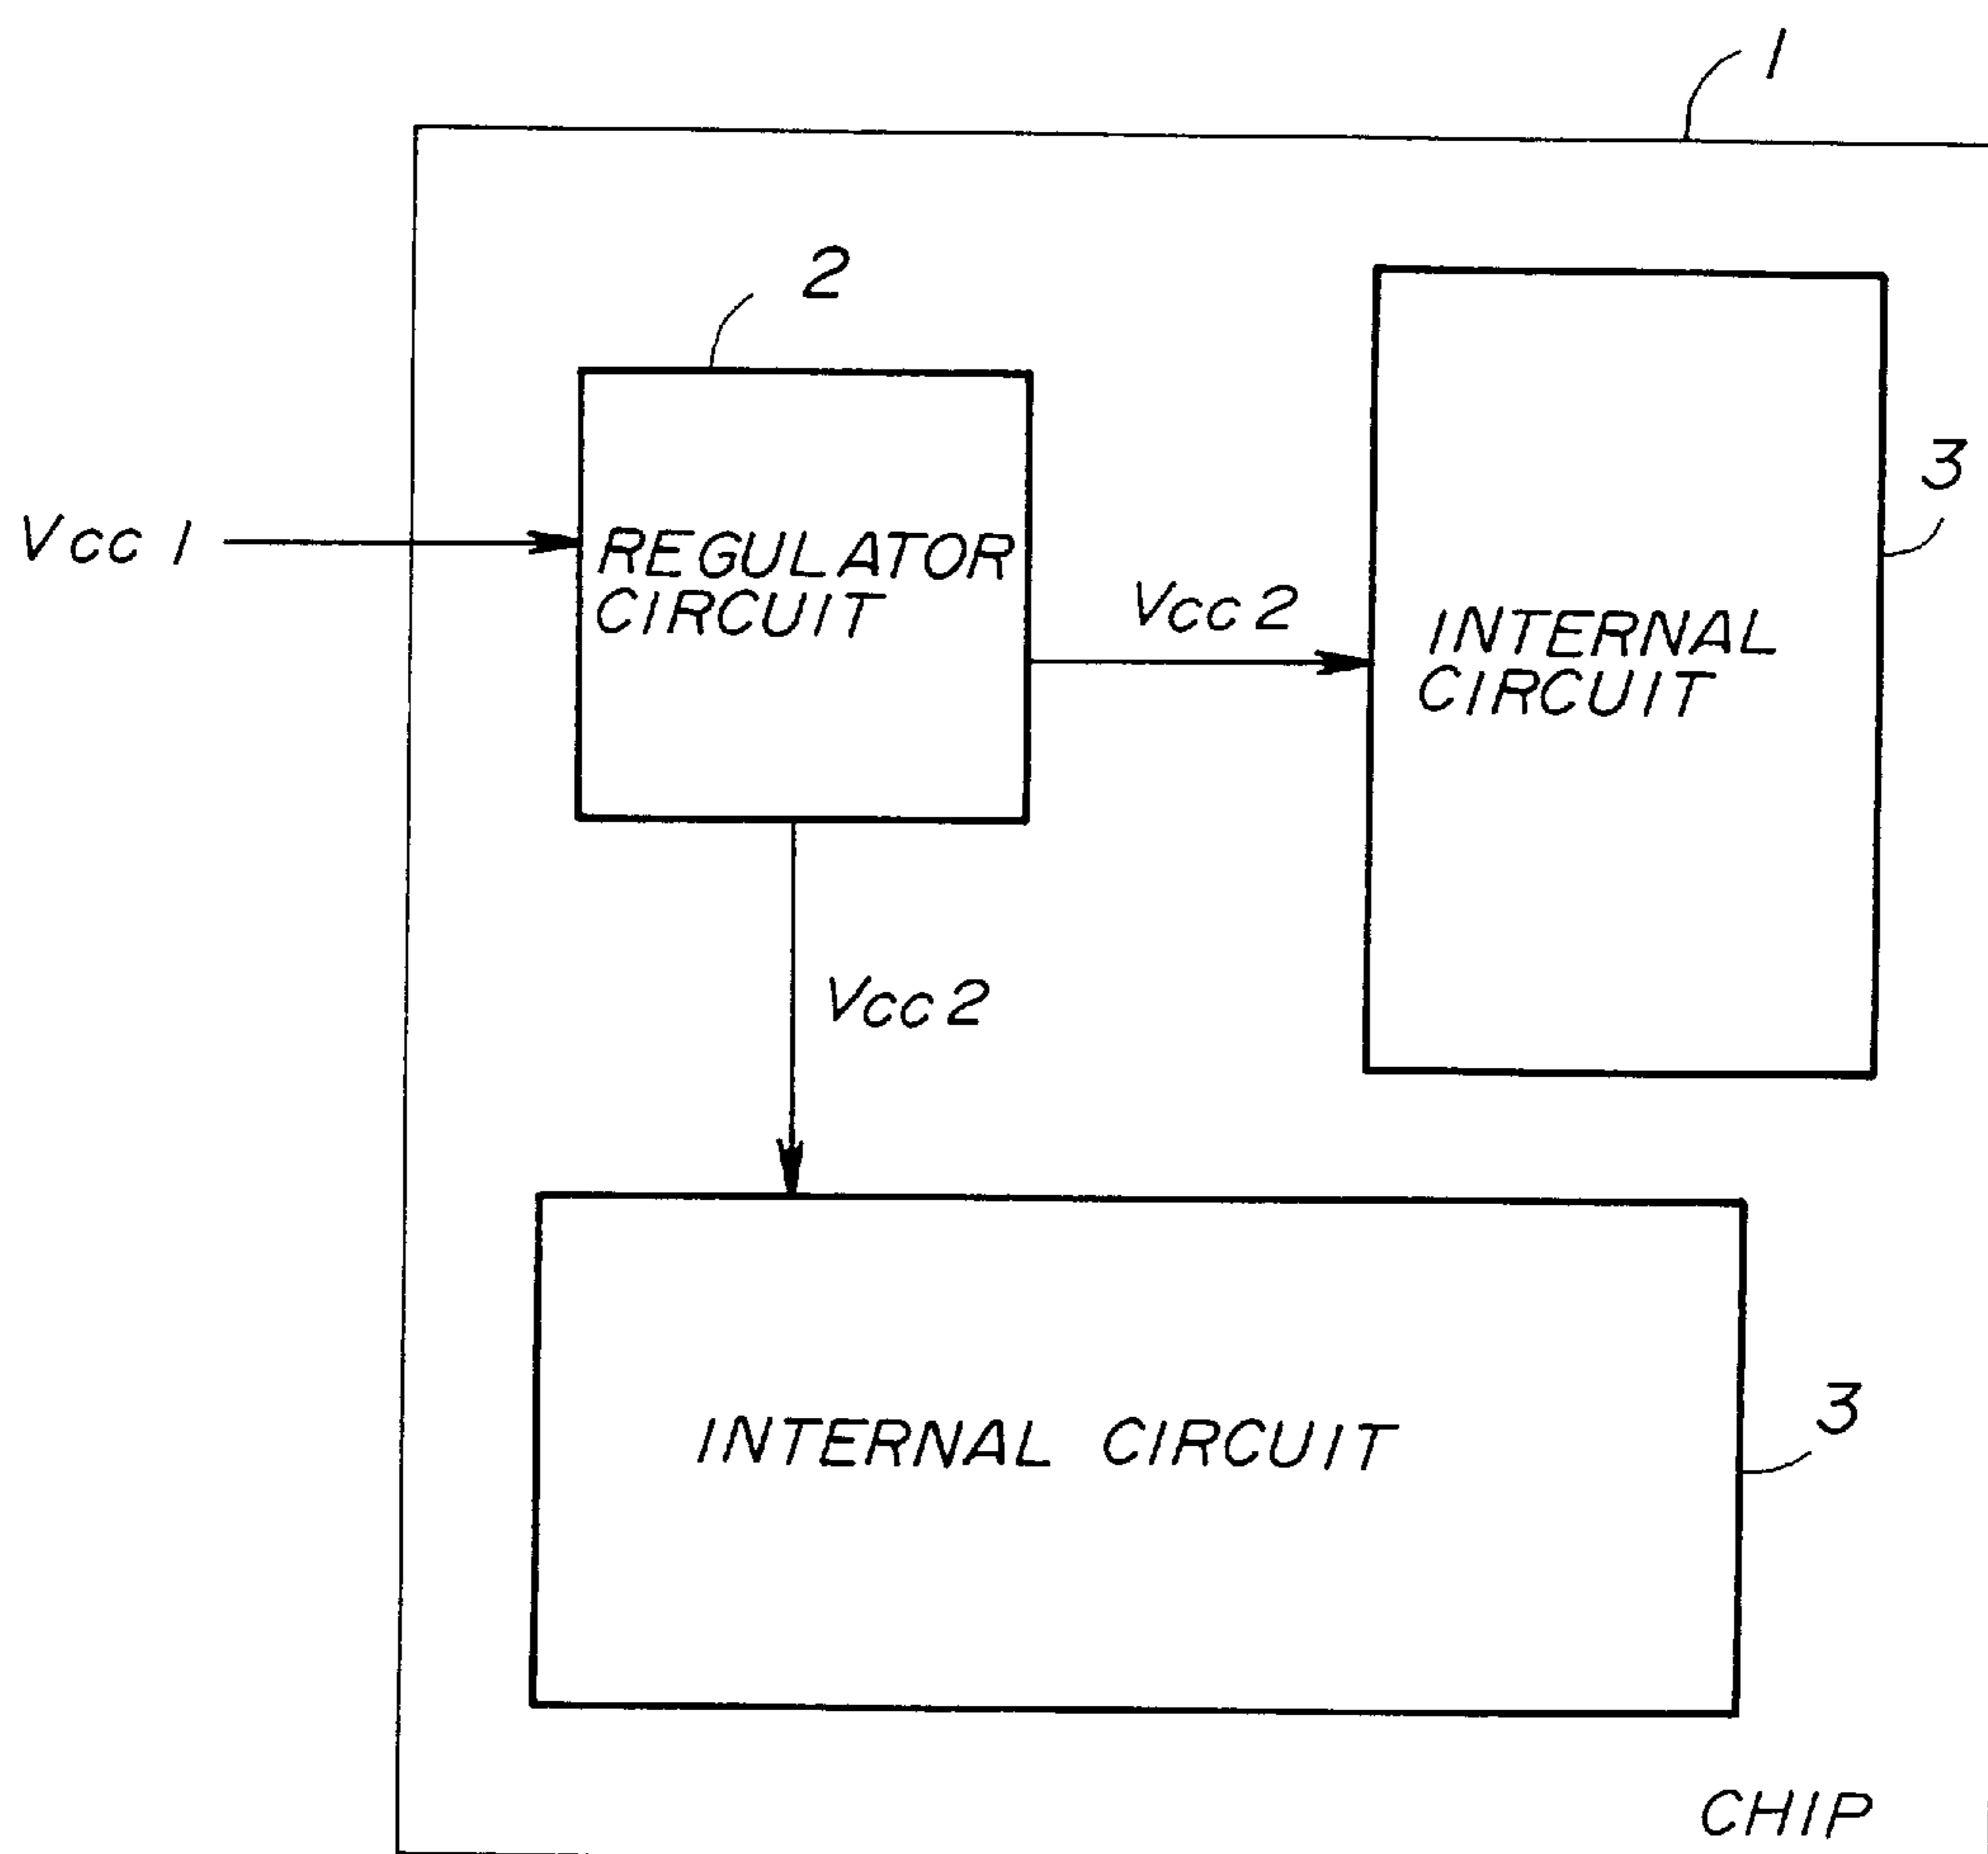 1
2
3
Vcc 1
REGULATOR
CIRCUIT
Vcc 2
INTERNAL
CIRCUIT
Vcc 2
3
INTERNAL CIRCUIT
CHIP